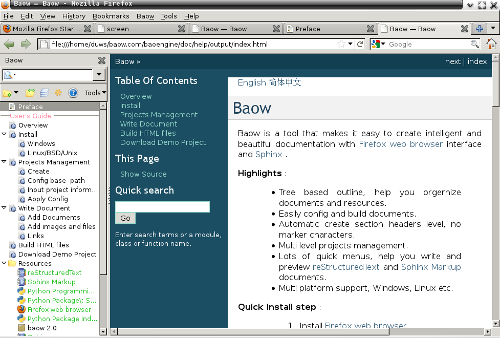 Baow — Baow - Mozilla Firefox
File Edit View History Bookmarks Baow Tools Help
Mozilla Firefox Start
screen
Baow — Baow
Preface
Baow — Baow
file:///home/duws/baow.com/baoengine/doc/help/output/index.html
Google
Baow
Tools
Preface
User's Guide
Overview
Install
Windows
Linux/BSD/Unix
Projects Management
Create
Config base_path
Input project inform.
Apply Config
Write Document
Add Documents
Add images and files
Links
Build HTML files
Download Demo Project
Resources
reStructuredText
Sphinx Markup
Python Programmi...
Python Package: S...
Firefox web browser
Python Package Ind...
baow 2.0
Baow »
next | index
Table Of Contents
Overview
Install
Projects Management
Write Document
Build HTML files
Download Demo Project
This Page
Show Source
Quick search
Go
Enter search terms or a module, class or function name.
English 简体中文
Baow
Baow is a tool that makes it easy to create intelligent and
beautiful documentation with Firefox web browser interface
and Sphinx .
Highlights :
Tree based outline, help you orgernize
documents and resources.
Easily config and build documents.
Automatic create section headers level, no
marker characters.
Multi level projects management.
Lots of quick menus, help you write and
preview reStructuredText and Sphinx Markup
documents.
Multi platform support, Windows, Linux etc.
Quick install step :
1. Install Firefox web browser